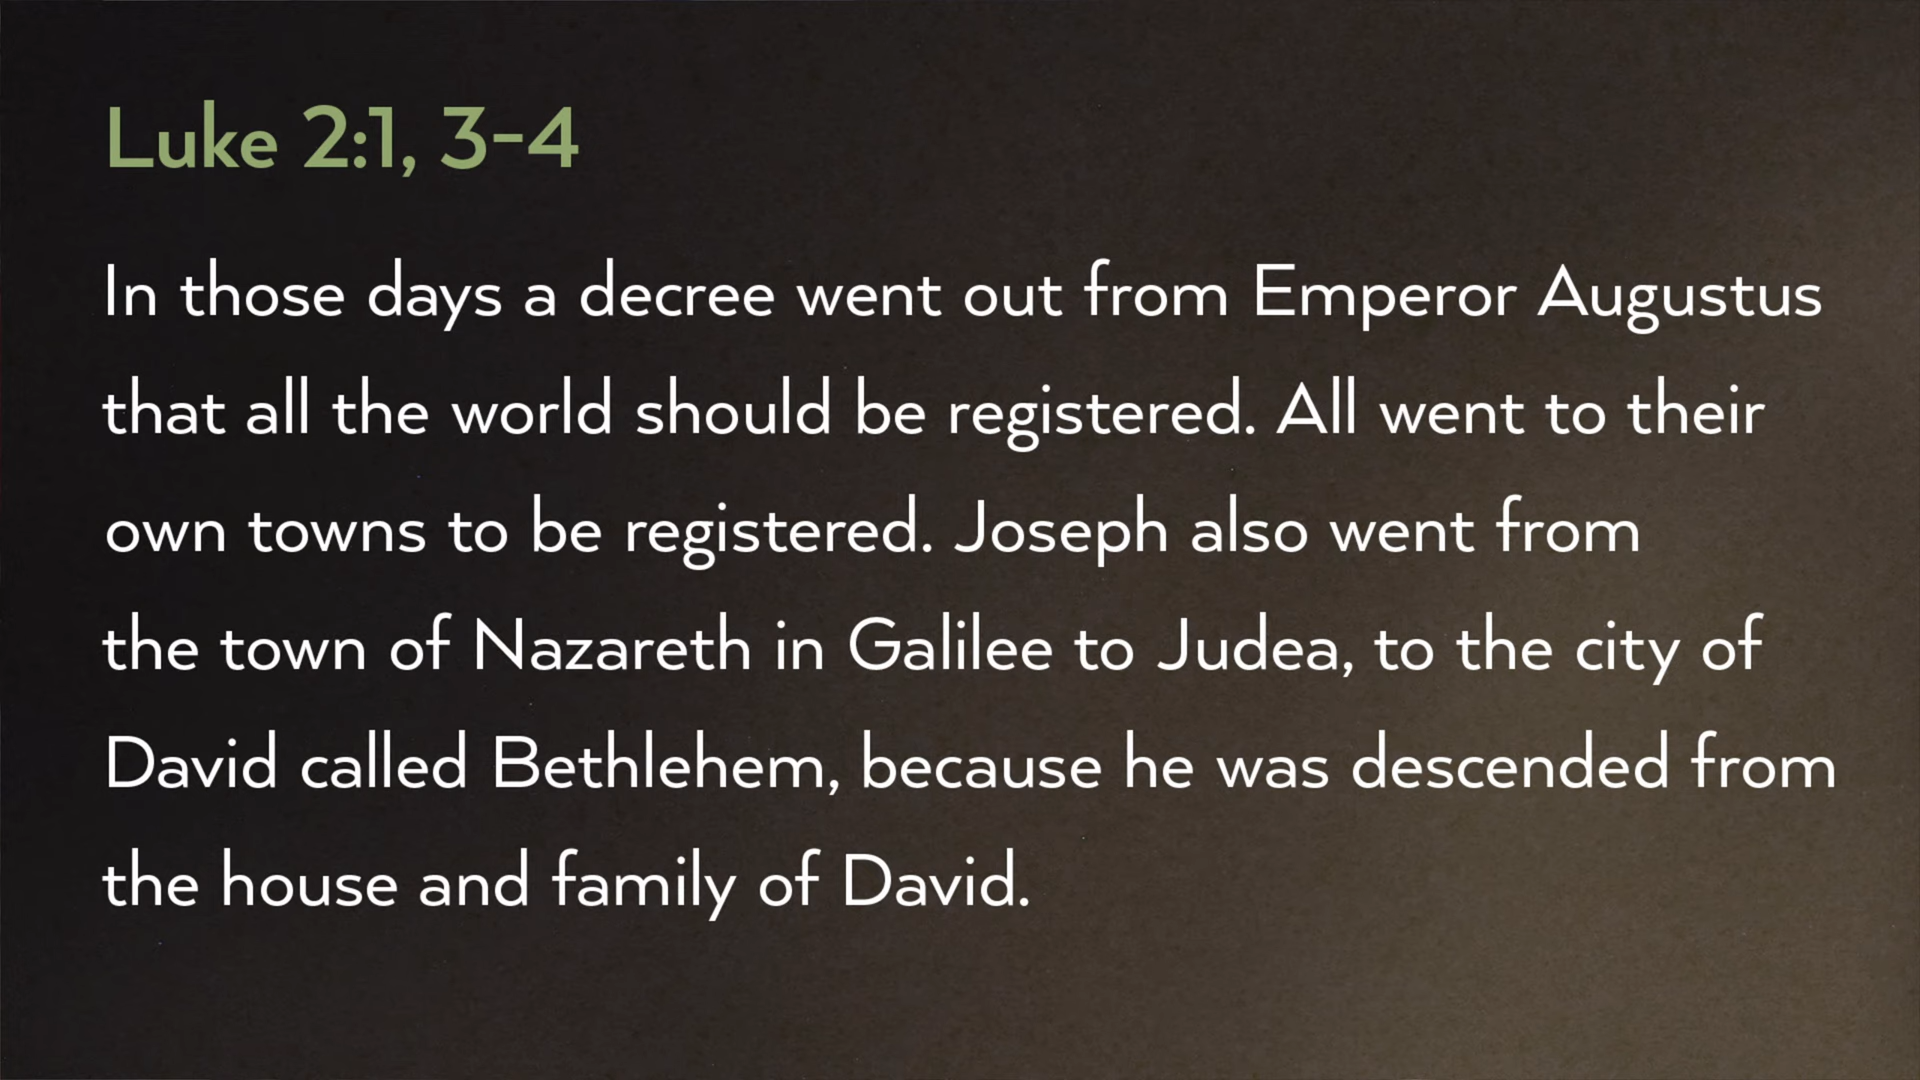 Luke 2:1, 3-4
In those days a decree went out from Emperor Augustus
that all the world should be registered. All went to their
own towns to be registered. Joseph also went from
the town of Nazareth in Galilee to Judea, to the city of
David called Bethlehem, because he was descended from
the house and family of David.